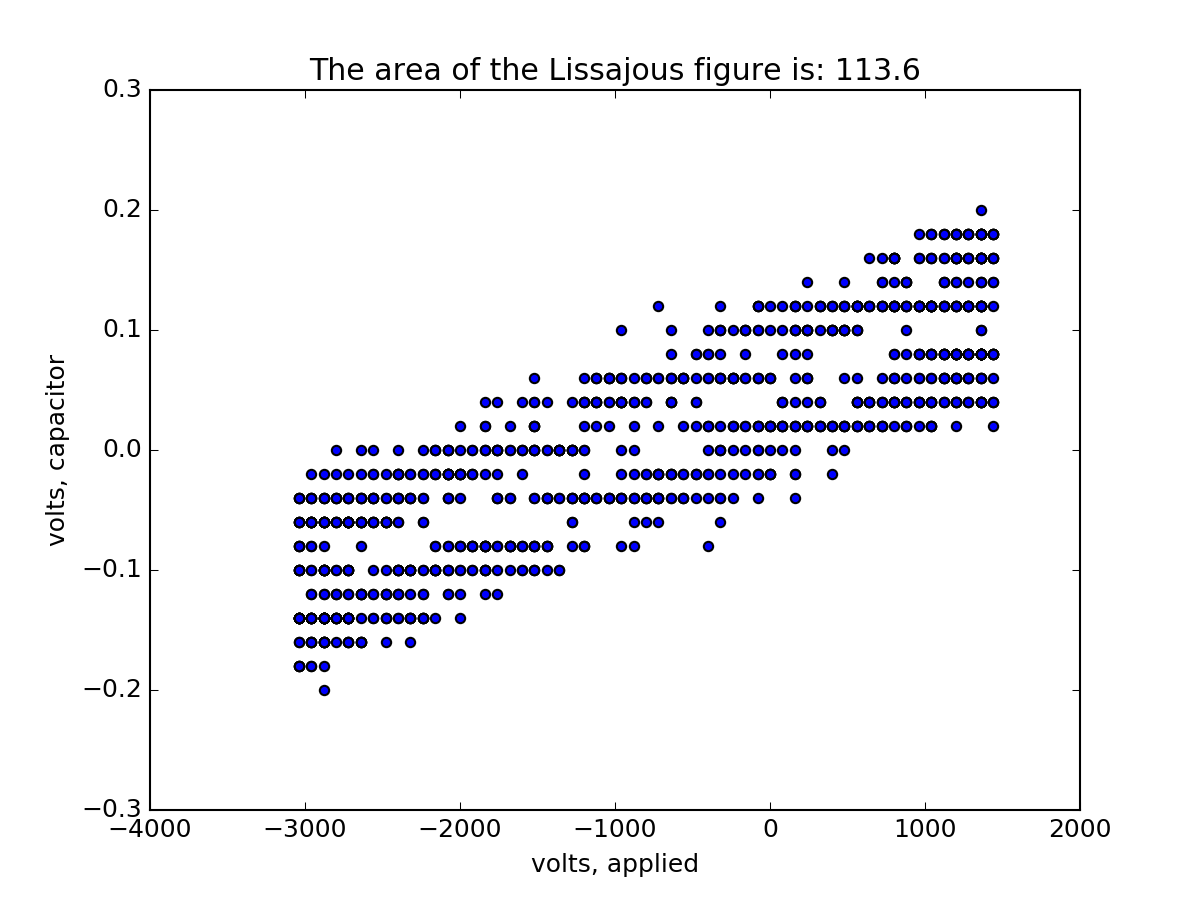 The area of the Lissajous figure is: 113.6
0.3
0.2
0.1
0.0
−0.1
−0.2
−0.3
volts, capacitor
−4000 −3000 −2000 −1000 0 1000 2000
volts, applied